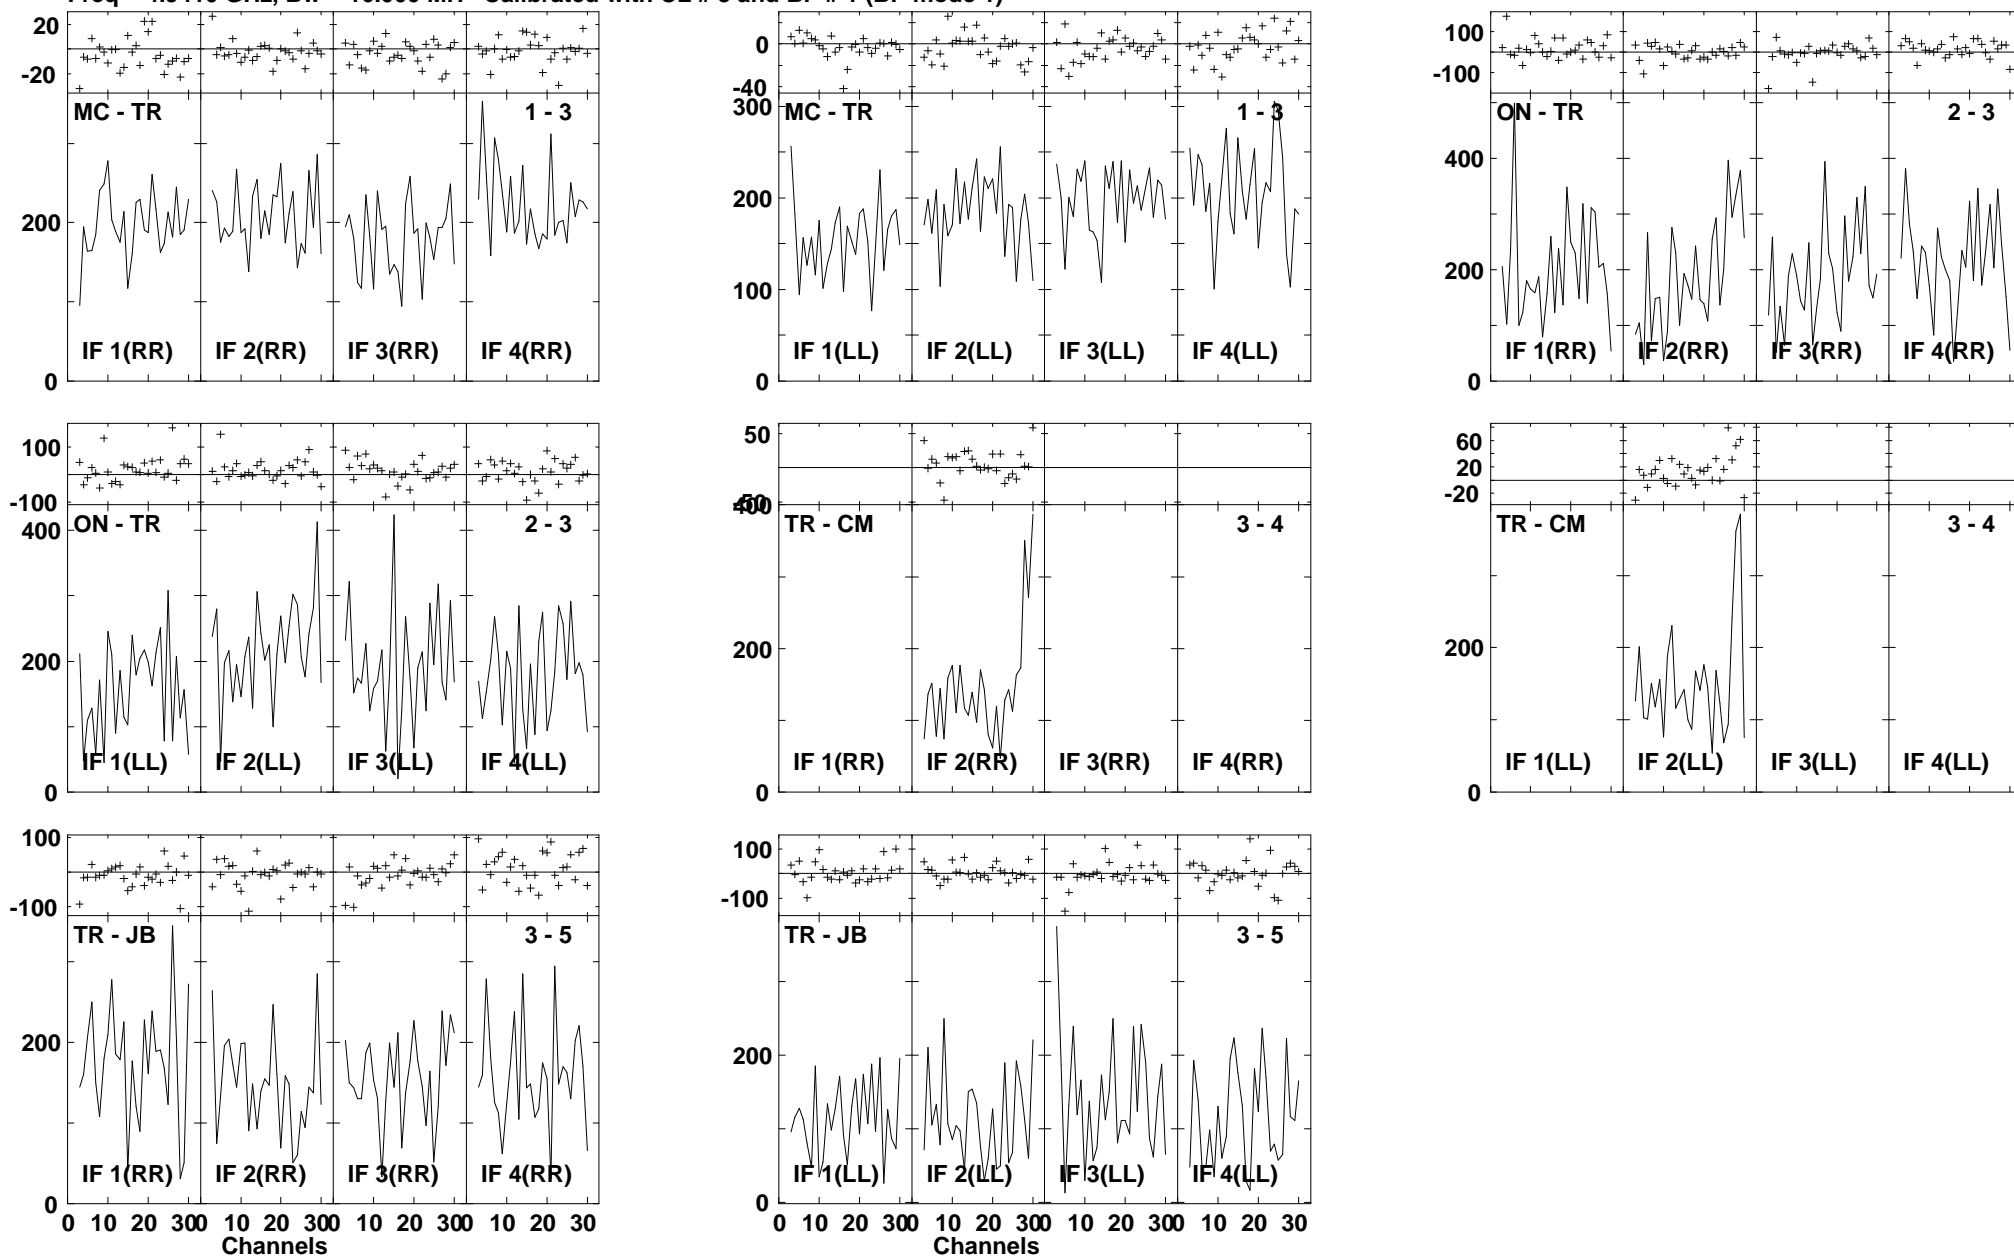 20
-20
MC - TR
1 - 3
200
0
IF 1(RR)
IF 2(RR)
IF 3(RR)
IF 4(RR)
0
-40
300
MC - TR
1 - 3
200
100
0
IF 1(LL)
IF 2(LL)
IF 3(LL)
IF 4(LL)
100
-100
ON - TR
2 - 3
400
200
0
IF 1(RR)
IF 2(RR)
IF 3(RR)
IF 4(RR)
100
-100
ON - TR
2 - 3
400
200
0
IF 1(LL)
IF 2(LL)
IF 3(LL)
IF 4(LL)
50
-50
400
TR - CM
3 - 4
200
0
IF 1(RR)
IF 2(RR)
IF 3(RR)
IF 4(RR)
60
20
-20
TR - CM
3 - 4
200
0
IF 1(LL)
IF 2(LL)
IF 3(LL)
IF 4(LL)
100
-100
TR - JB
3 - 5
200
0
IF 1(RR)
IF 2(RR)
IF 3(RR)
IF 4(RR)
0 10 20 30 0 10 20 30 0 10 20 30 0 10 20 30
Channels
100
-100
TR - JB
3 - 5
200
0
IF 1(LL)
IF 2(LL)
IF 3(LL)
IF 4(LL)
0 10 20 30 0 10 20 30 0 10 20 30 0 10 20 30
Channels